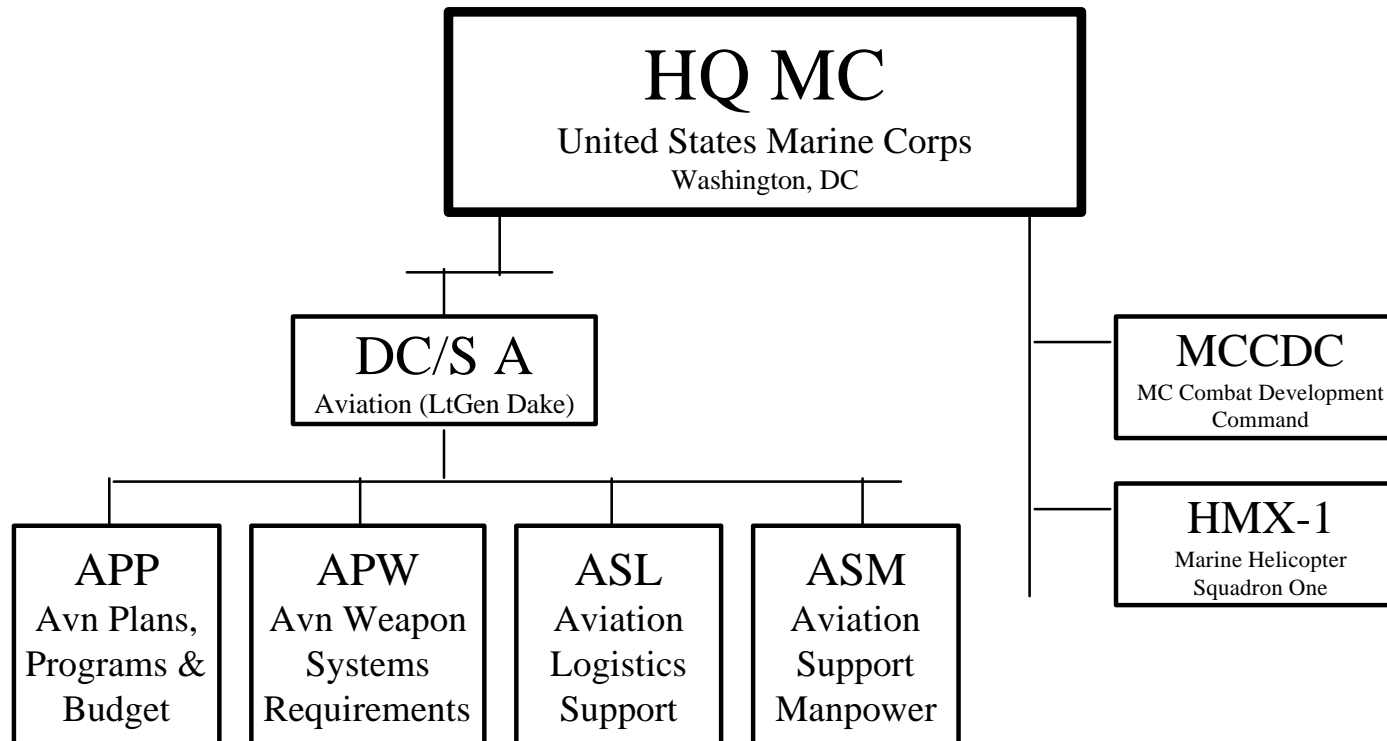 HQ MC
United States Marine Corps
Washington, DC
DC/S A
Aviation (LtGen Dake)
MCCDC
MC Combat Development
Command
HMX-1
Marine Helicopter
Squadron One
APP
Avn Plans,
Programs &
Budget
APW
Avn Weapon
Systems
Requirements
ASL
Aviation
Logistics
Support
ASM
Aviation
Support
Manpower